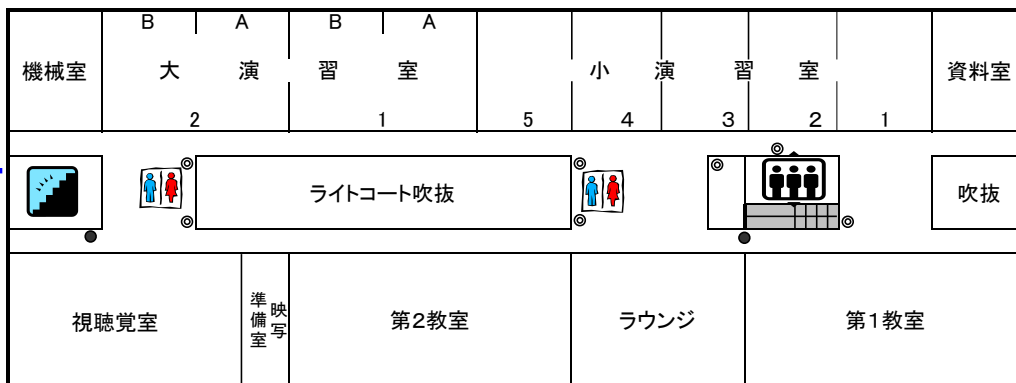 B A B A
機械室 大 演 習 室 小 演 習 室 資料室
2 1 5 4 3 2 1
ライトコート吹抜 吹抜
視聴覚室 映写準備室 第2教室 ラウンジ 第1教室